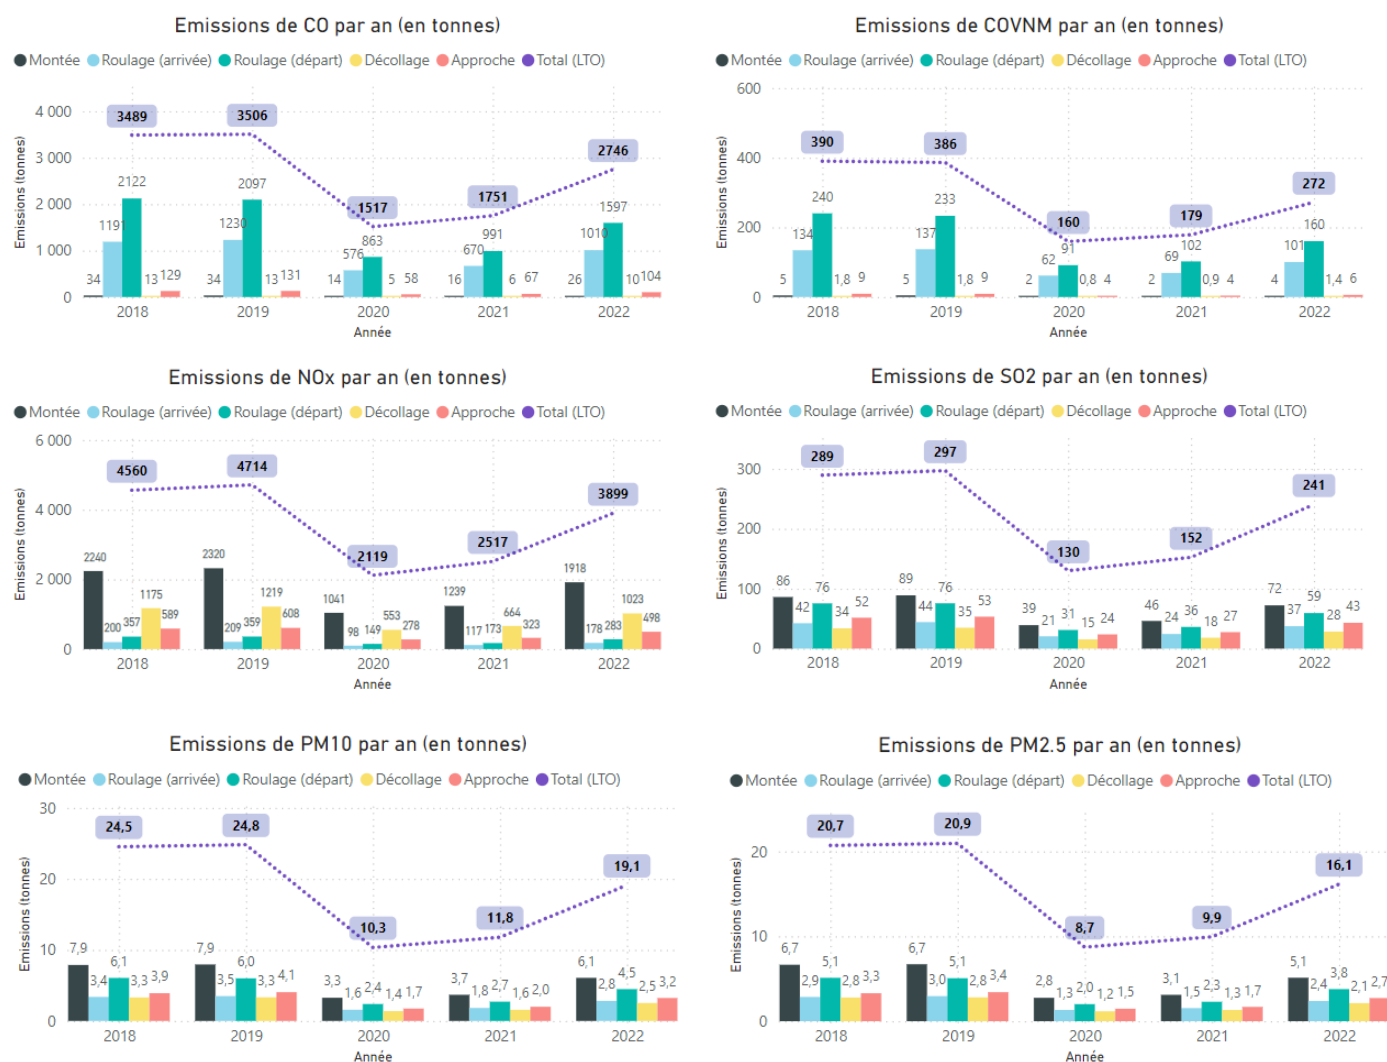 Emissions de CO par an (en tonnes)
Montée Roulage (arrivée) Roulage (départ) Décollage Approche Total (LTO)
Emissions (tonnes)
4 000
3 000
2 000
1 000
0
3489 3506 1517 1751 2746
34 1191 2122 13 129
34 1230 2097 13 131
14 576 863 5 58
16 670 991 6 67
26 1010 1597 10 104
2018 2019 2020 2021 2022
Année
Emissions de COVNM par an (en tonnes)
Montée Roulage (arrivée) Roulage (départ) Décollage Approche Total (LTO)
Emissions (tonnes)
600
400
200
0
390 386 160 179 272
5 134 240 1,8 9
5 137 233 1,8 9
2 62 91 0,8 4
2 69 102 0,9 4
4 101 160 1,4 6
2018 2019 2020 2021 2022
Année
Emissions de NOx par an (en tonnes)
Montée Roulage (arrivée) Roulage (départ) Décollage Approche Total (LTO)
Emissions (tonnes)
6 000
4 000
2 000
0
4560 4714 2119 2517 3899
2240 200 357 1175 589
2320 209 359 1219 608
1041 98 149 553 278
1239 117 173 664 323
1918 178 283 1023 498
2018 2019 2020 2021 2022
Année
Emissions de SO2 par an (en tonnes)
Montée Roulage (arrivée) Roulage (départ) Décollage Approche Total (LTO)
Emissions (tonnes)
300
200
100
0
289 297 130 152 241
86 42 76 34 52
89 44 76 35 53
39 21 31 15 24
46 24 36 18 27
72 37 59 28 43
2018 2019 2020 2021 2022
Année
Emissions de PM10 par an (en tonnes)
Montée Roulage (arrivée) Roulage (départ) Décollage Approche Total (LTO)
Emissions (tonnes)
30
20
10
0
24,5 24,8 10,3 11,8 19,1
7,9 3,4 6,1 3,3 3,9
7,9 3,5 6,0 3,3 4,1
3,3 1,6 2,4 1,4 1,7
3,7 1,8 2,7 1,6 2,0
6,1 2,8 4,5 2,5 3,2
2018 2019 2020 2021 2022
Année
Emissions de PM2.5 par an (en tonnes)
Montée Roulage (arrivée) Roulage (départ) Décollage Approche Total (LTO)
Emissions (tonnes)
20
10
0
20,7 20,9 8,7 9,9 16,1
6,7 2,9 5,1 2,8 3,3
6,7 3,0 5,1 2,8 3,4
2,8 1,3 2,0 1,2 1,5
3,1 1,5 2,3 1,3 1,7
5,1 2,4 3,8 2,1 2,7
2018 2019 2020 2021 2022
Année